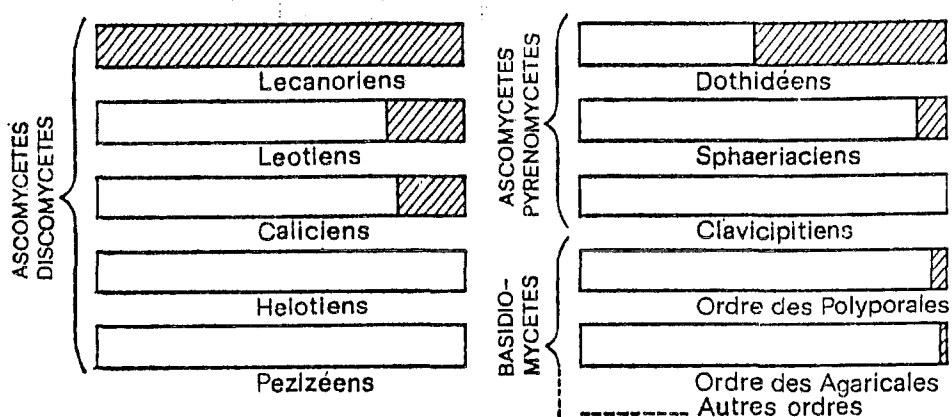 ASCOMYCETES
DISCOMYCETES
Lecanoriens
Leotiens
Caliciens
Helotiens
Pezizéens
ASCOMYCETES
PYRENOMYCETES
Dothidéens
Sphaeriaciens
Clavicipitiens
BASIDIO-
MYCETES
Ordre des Polyporales
Ordre des Agaricales
Autres ordres